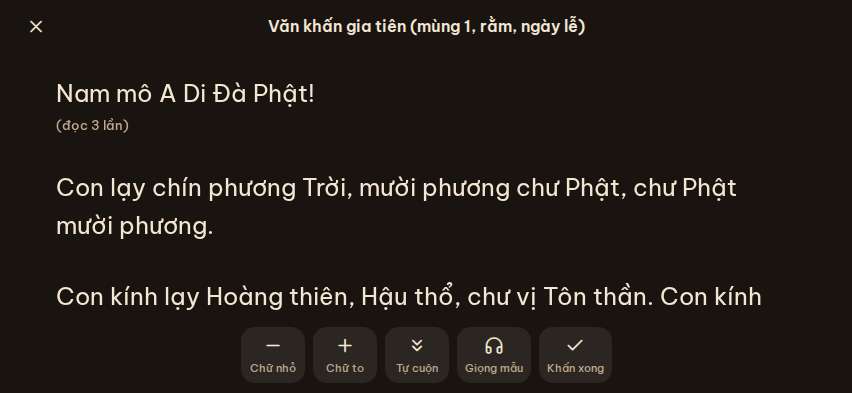 Văn khấn gia tiên (mùng 1, rằm, ngày lễ)
Nam mô A Di Đà Phật!
(đọc 3 lần)
Con lạy chín phương Trời, mười phương chư Phật, chư Phật
mười phương.
Con kính lạy Hoàng thiên, Hậu thổ, chư vị Tôn thần. Con kính
Chữ nhỏ
Chữ to
Tự cuộn
Giọng mẫu
Khấn xong